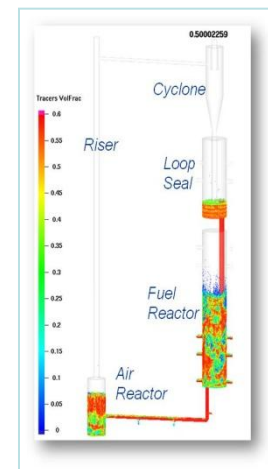 0.50002259
Cyclone
Tracers VolFrac
0.6
0.55
0.5
0.45
0.4
0.35
0.3
0.25
0.2
0.15
0.1
0.05
0
Riser
Loop
Seal
Fuel
Reactor
Air
Reactor